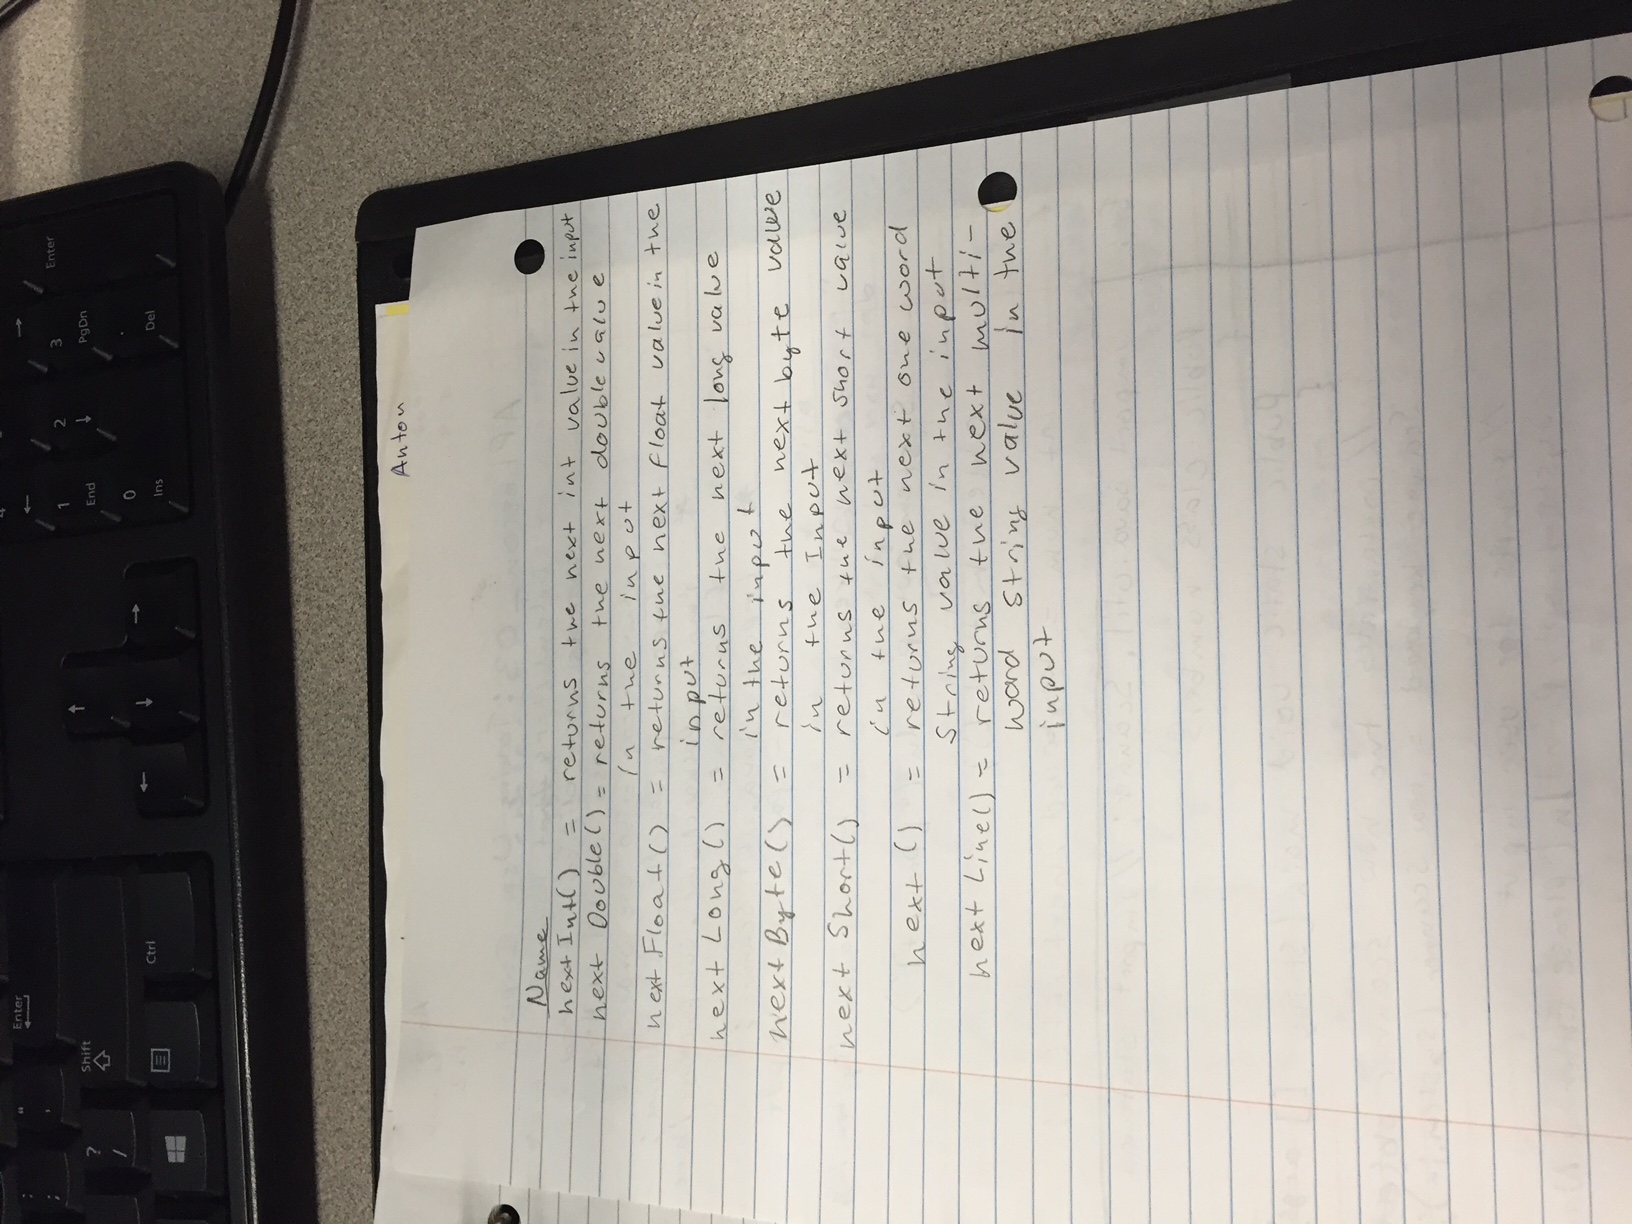 Enter
Shift
?
/
Ctrl
1
End
2
3
PgDn
Enter
0
Ins
.
Del
Anton
Name
nextInt() = returns the next int value in the input
next Double() = returns the next double value
in the input
next Float() = returns the next float value in the
input
next Long() = returns the next long value
in the input
nextByte() = returns the next byte value
in the Input
next Short() = returns the next short value
in the input
next () = returns the next one word
String value in the input
next Line() = returns the next multi-
word String value in the
input